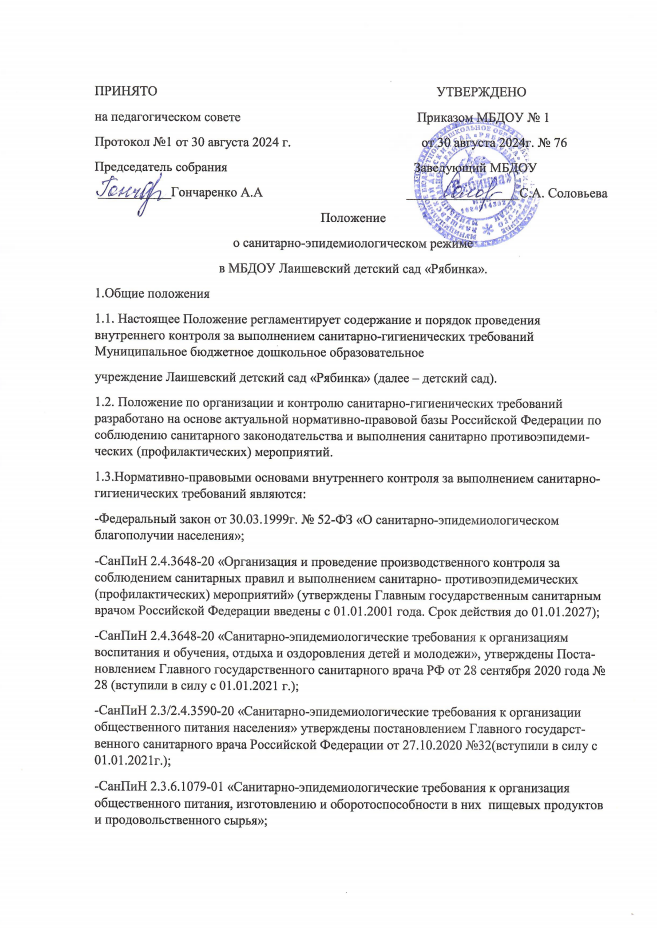 ПРИНЯТО УТВЕРЖДЕНО
на педагогическом совете Приказом МБДОУ № 1
Протокол №1 от 30 августа 2024 г. от 30 августа 2024г. № 76
Председатель собрания Заведующий МБДОУ
Гончаренко А.А С.А. Соловьева
Положение
о санитарно-эпидемиологическом режиме
в МБДОУ Лаишевский детский сад «Рябинка».
1.Общие положения
1.1. Настоящее Положение регламентирует содержание и порядок проведения
внутреннего контроля за выполнением санитарно-гигиенических требований
Муниципальное бюджетное дошкольное образовательное
учреждение Лаишевский детский сад «Рябинка» (далее – детский сад).
1.2. Положение по организации и контролю санитарно-гигиенических требований
разработано на основе актуальной нормативно-правовой базы Российской Федерации по
соблюдению санитарного законодательства и выполнения санитарно противоэпидеми-
ческих (профилактических) мероприятий.
1.3.Нормативно-правовыми основами внутреннего контроля за выполнением санитарно-
гигиенических требований являются:
-Федеральный закон от 30.03.1999г. № 52-ФЗ «О санитарно-эпидемиологическом
благополучии населения»;
-СанПиН 2.4.3648-20 «Организация и проведение производственного контроля за
соблюдением санитарных правил и выполнением санитарно- противоэпидемических
(профилактических) мероприятий» (утверждены Главным государственным санитарным
врачом Российской Федерации введены с 01.01.2001 года. Срок действия до 01.01.2027);
-СанПиН 2.4.3648-20 «Санитарно-эпидемиологические требования к организациям
воспитания и обучения, отдыха и оздоровления детей и молодежи», утверждены Поста-
новлением Главного государственного санитарного врача РФ от 28 сентября 2020 года №
28 (вступили в силу с 01.01.2021 г.);
-СанПиН 2.3/2.4.3590-20 «Санитарно-эпидемиологические требования к организации
общественного питания населения» утверждены постановлением Главного государст-
венного санитарного врача Российской Федерации от 27.10.2020 №32(вступили в силу с
01.01.2021г.);
-СанПиН 2.3.6.1079-01 «Санитарно-эпидемиологические требования к организация
общественного питания, изготовлению и оборотоспособности в них пищевых продуктов
и продовольственного сырья»;